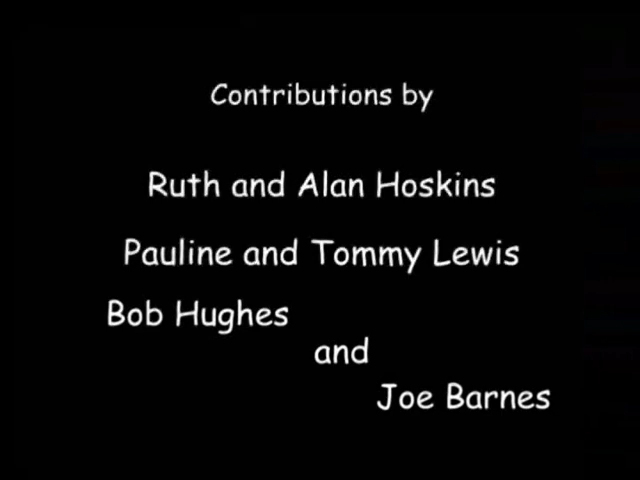 Contributions by
Ruth and Alan Hoskins
Pauline and Tommy Lewis
Bob Hughes
and
Joe Barnes